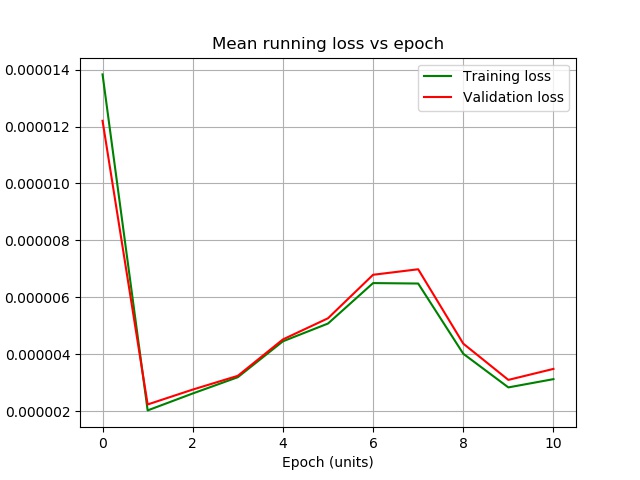 Mean running loss vs epoch
0.000014
0.000012
0.000010
0.000008
0.000006
0.000004
0.000002
Training loss
Validation loss
0 2 4 6 8 10
Epoch (units)